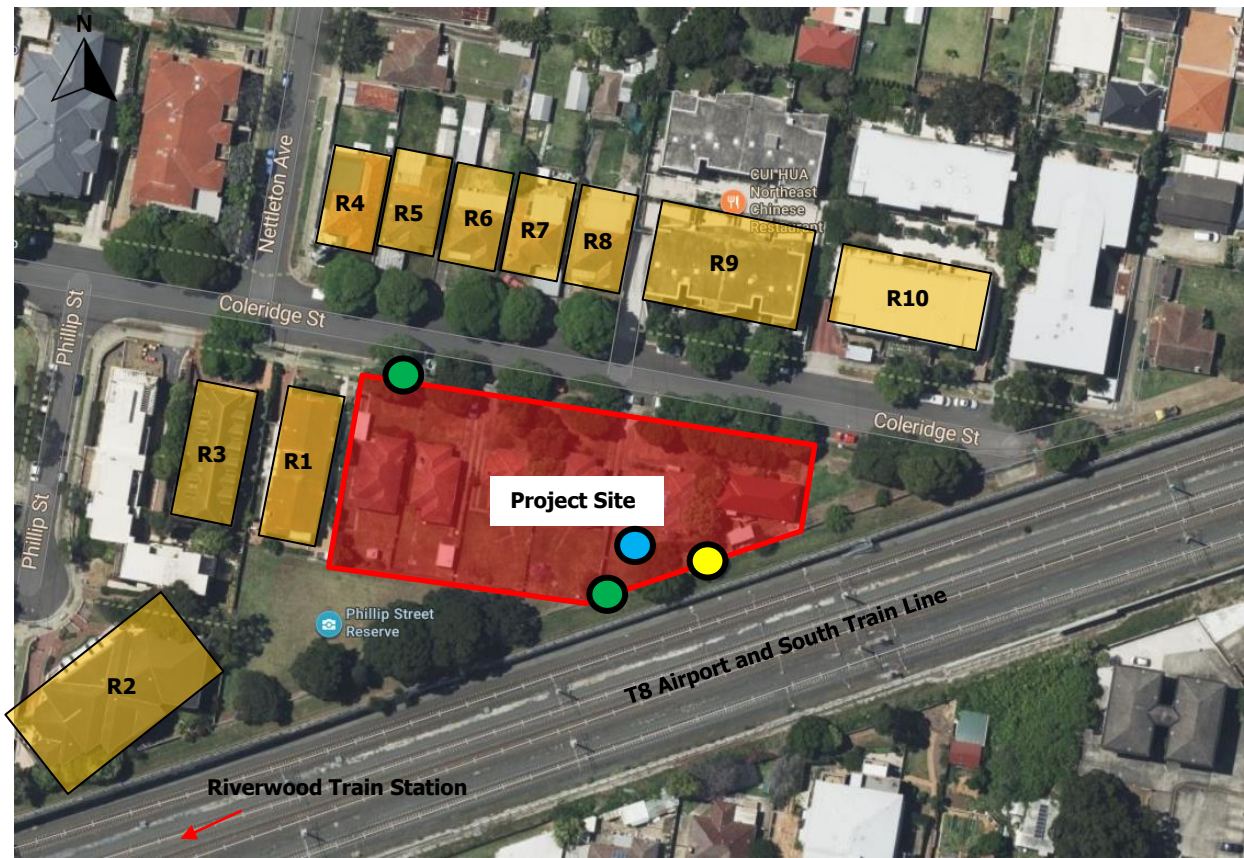 N
Nettleton Ave
R4
R5
R6
R7
R8
R9
R10
CUI HUA
Northeast
Chinese
Restaurant
Coleridge St
Phillip St
R3
R1
Project Site
Coleridge St
Phillip St
Phillip Street
Reserve
R2
T8 Airport and South Train Line
Riverwood Train Station